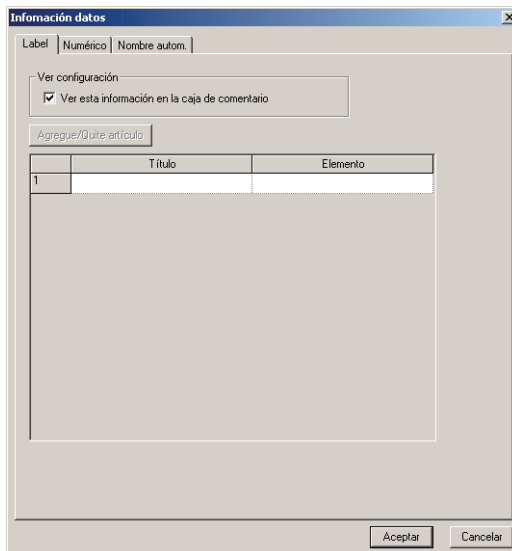 Infomación datos
Label Numérico Nombre autom.
Ver configuración
Ver esta información en la caja de comentario
Agregue/Quite artículo
Título Elemento
1
Aceptar Cancelar